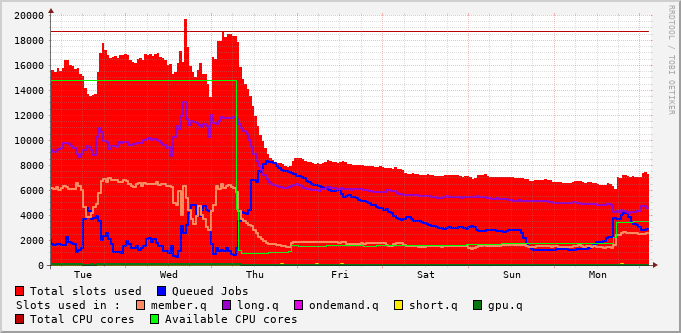 20000
18000
16000
14000
12000
10000
8000
6000
4000
2000
0
Tue Wed Thu Fri Sat Sun Mon
RRDTOOL / TOBI OETIKER
Total slots used Queued Jobs
Slots used in : member.q long.q ondemand.q short.q gpu.q
Total CPU cores Available CPU cores